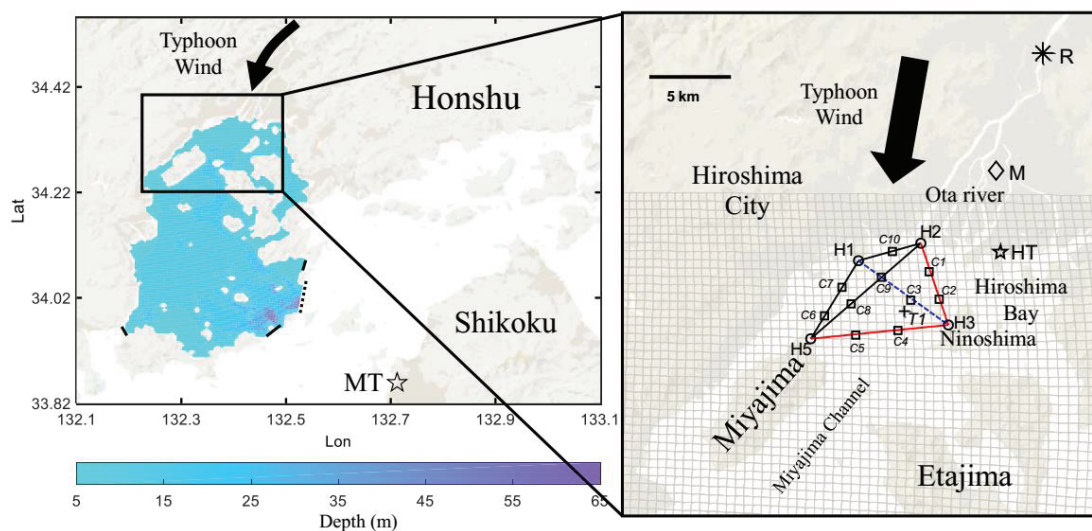 Typhoon
Wind
Honshu
Shikoku
MT
34.42
34.22
34.02
33.82
Lat
132.1
132.3
132.5
132.7
132.9
133.1
Lon
5
15
25
35
45
55
65
Depth (m)
5 km
Typhoon
Wind
R
M
Hiroshima
City
Ota river
H2
C10
H1
HT
C1
C7
C9
C3
C2
Hiroshima
Bay
C8
C6
T1
H3
Ninoshima
H5
C5
C4
Miyajima
Miyajima Channel
Etajima